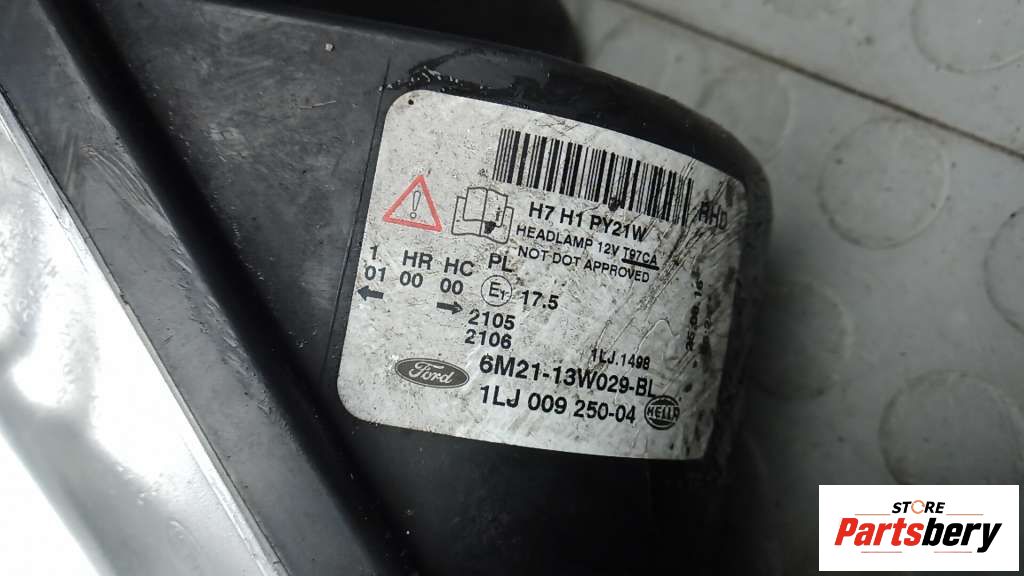 RHD
H7 H1 PY21W
HEADLAMP 12V T97CA
NOT DOT APPROVED
1 HR HC PL
01 00 00 E1 17.5
2105
2106
1LJ.1498
Ford 6M21-13W029-BL
1LJ 009 250-04 HELLA
STORE
Partsbery